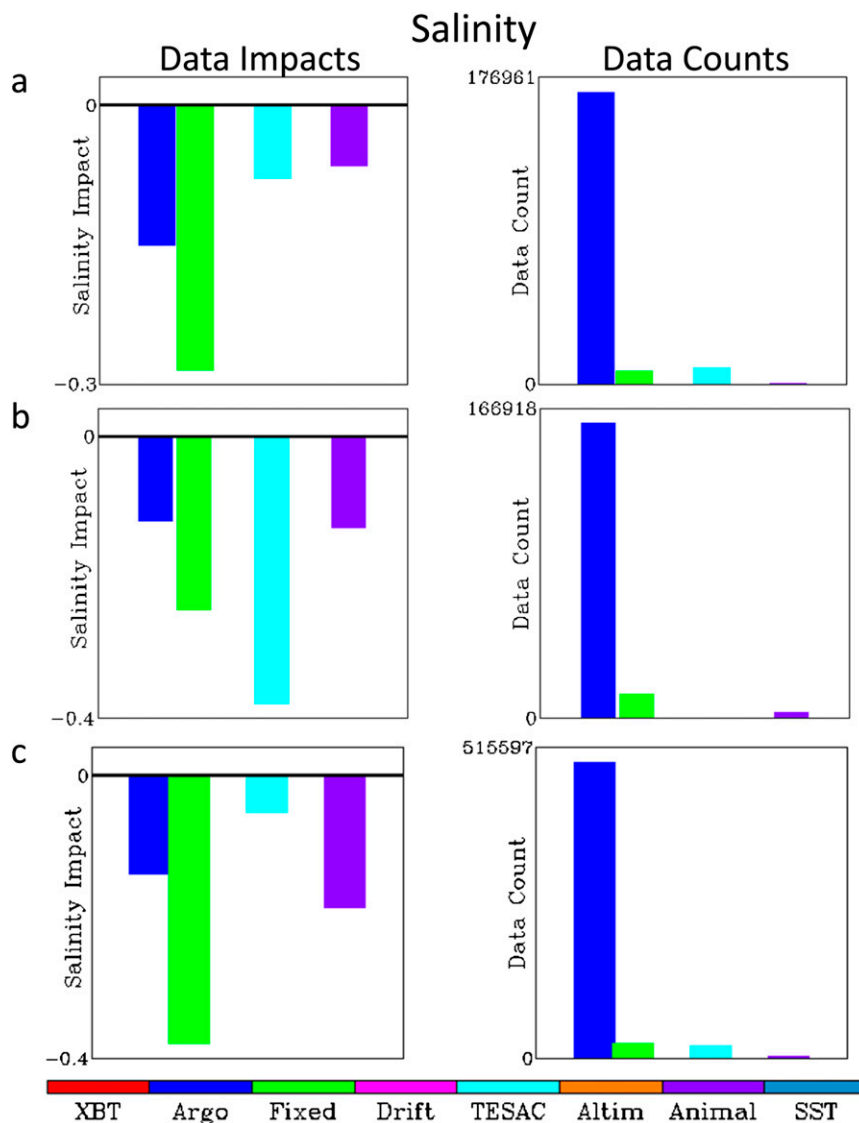 Salinity
Data Impacts
Data Counts
a
0
Salinity Impact
−0.3
176961
Data Count
0
b
0
Salinity Impact
−0.4
166918
Data Count
0
c
0
Salinity Impact
−0.4
515597
Data Count
0
XBT Argo Fixed Drift TESAC Altim Animal SST